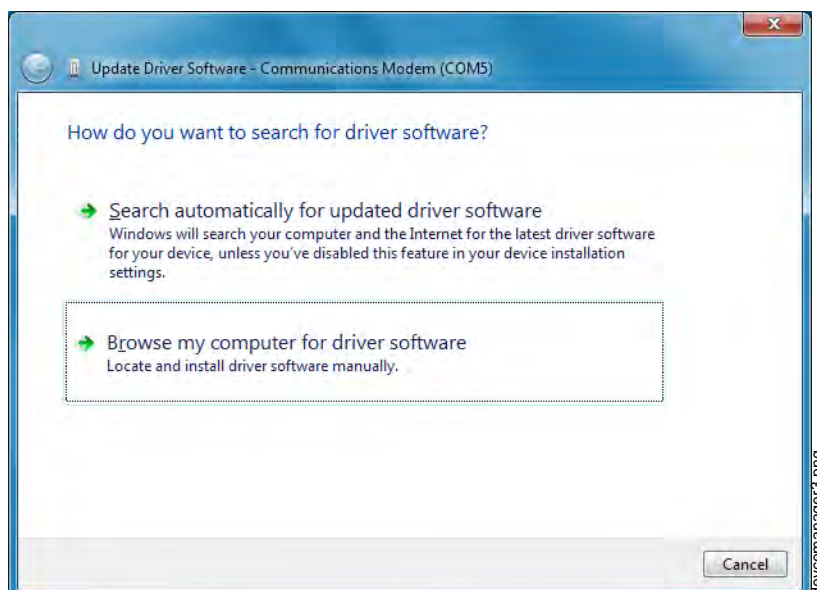 Update Driver Software - Communications Modem (COM5)
How do you want to search for driver software?
Search automatically for updated driver software
Windows will search your computer and the Internet for the latest driver software
for your device, unless you've disabled this feature in your device installation
settings.
Browse my computer for driver software
Locate and install driver software manually.
Cancel